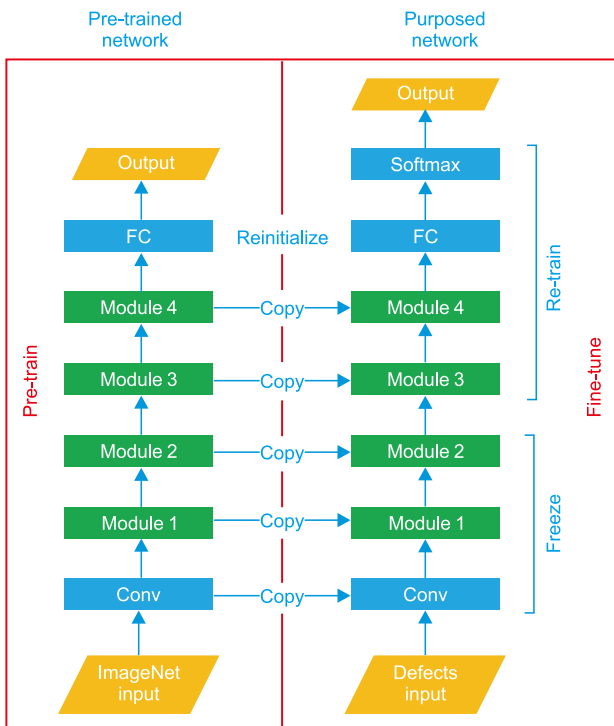 Pre-trained
network
Purposed
network
Output
Output
Softmax
FC
Reinitialize
FC
Re-train
Module 4
Copy
Module 4
Pre-train
Module 3
Copy
Module 3
Fine-tune
Module 2
Copy
Module 2
Freeze
Module 1
Copy
Module 1
Conv
Copy
Conv
ImageNet
input
Defects
input